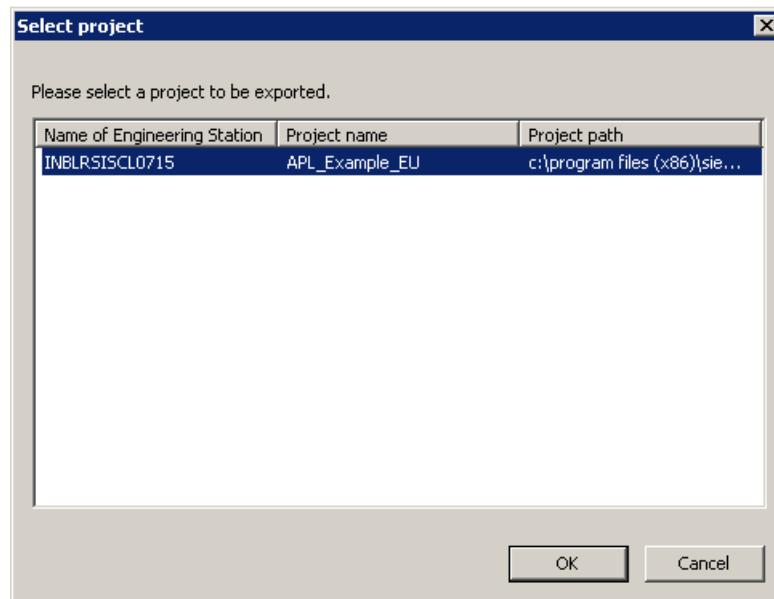 Select project
Please select a project to be exported.
Name of Engineering Station Project name Project path
INBLRSISCL0715 APL_Example_EU c:\program files (x86)\sie...
OK Cancel